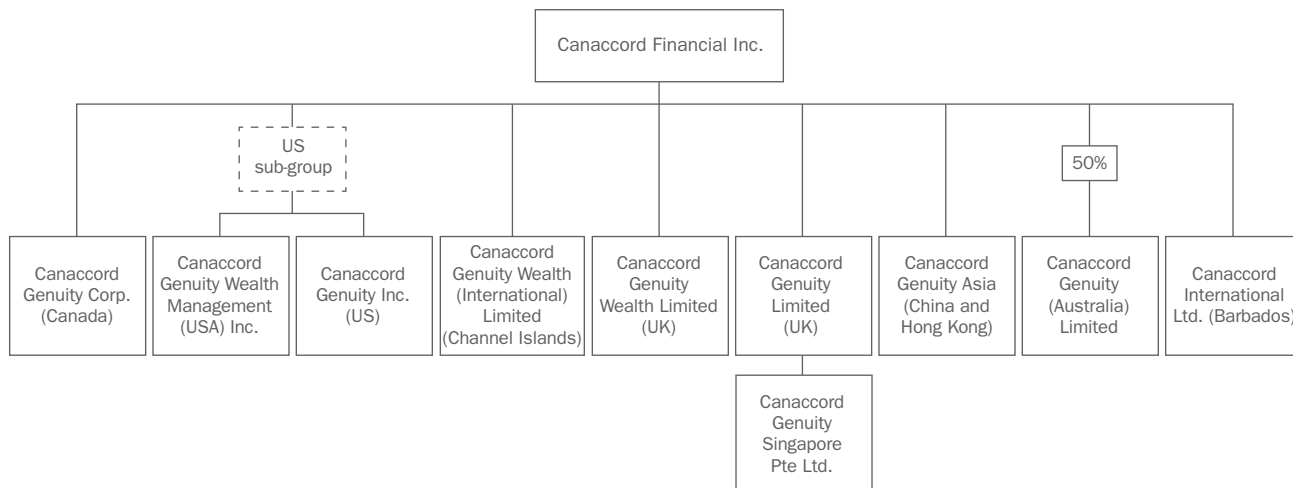 Canaccord Financial Inc.
US
sub-group
50%
Canaccord
Genuity Corp.
(Canada)
Canaccord
Genuity Wealth
Management
(USA) Inc.
Canaccord
Genuity Inc.
(US)
Canaccord
Genuity Wealth
(International)
Limited
(Channel Islands)
Canaccord
Genuity
Wealth Limited
(UK)
Canaccord
Genuity
Limited
(UK)
Canaccord
Genuity Asia
(China and
Hong Kong)
Canaccord
Genuity
(Australia)
Limited
Canaccord
International
Ltd. (Barbados)
Canaccord
Genuity
Singapore
Pte Ltd.